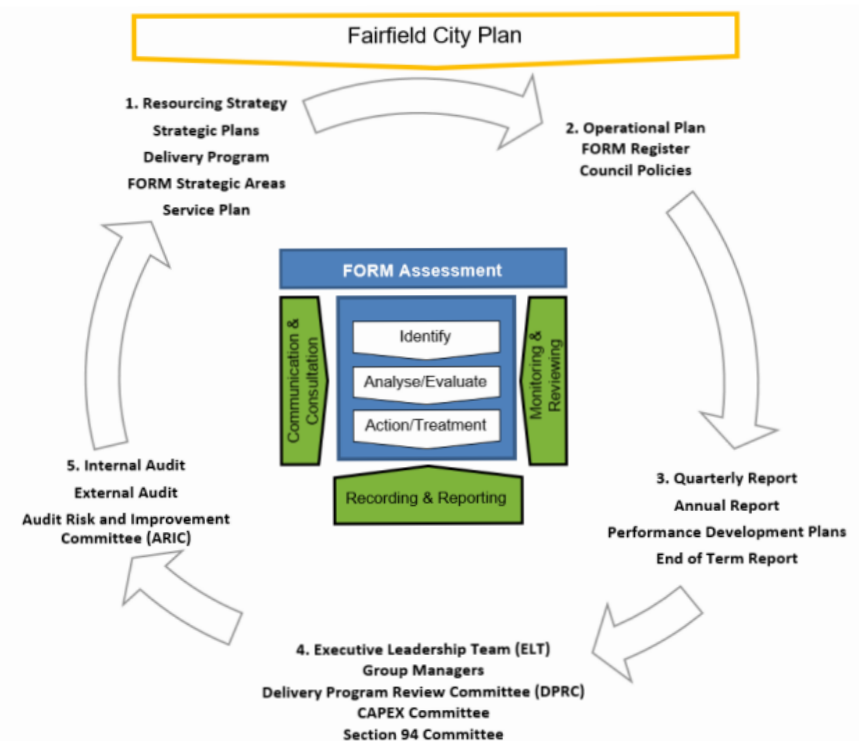 Fairfield City Plan
1. Resourcing Strategy
Strategic Plans
Delivery Program
FORM Strategic Areas
Service Plan
2. Operational Plan
FORM Register
Council Policies
FORM Assessment
Communication &
Consultation
Identify
Analyse/Evaluate
Action/Treatment
Monitoring &
Reviewing
Recording & Reporting
3. Quarterly Report
Annual Report
Performance Development Plans
End of Term Report
4. Executive Leadership Team (ELT)
Group Managers
Delivery Program Review Committee (DPRC)
CAPEX Committee
Section 94 Committee
5. Internal Audit
External Audit
Audit Risk and Improvement
Committee (ARIC)